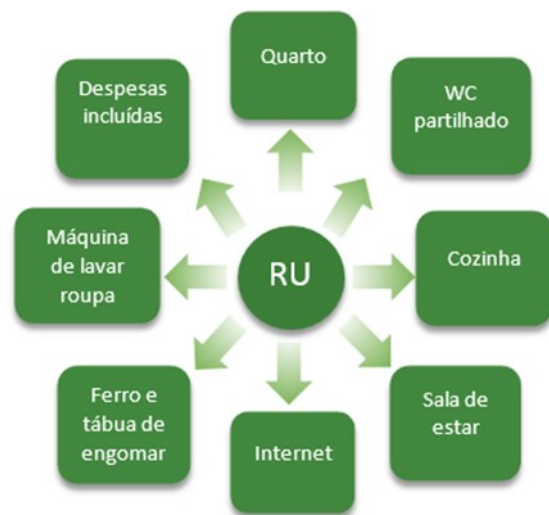 Quarto
WC
partilhado
Cozinha
Sala de
estar
Internet
Ferro e
tábua de
engomar
Máquina
de lavar
roupa
Despesas
incluídas
RU